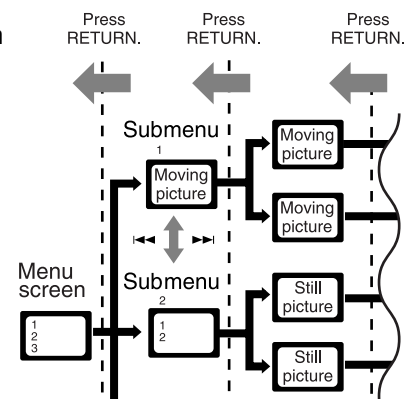 n
Press
RETURN.
Press
RETURN.
Press
RETURN.
Submenu
1
Moving
picture
Moving
picture
Moving
picture
Menu
screen
1
2
3
Submenu
2
1
2
Still
picture
Still
picture